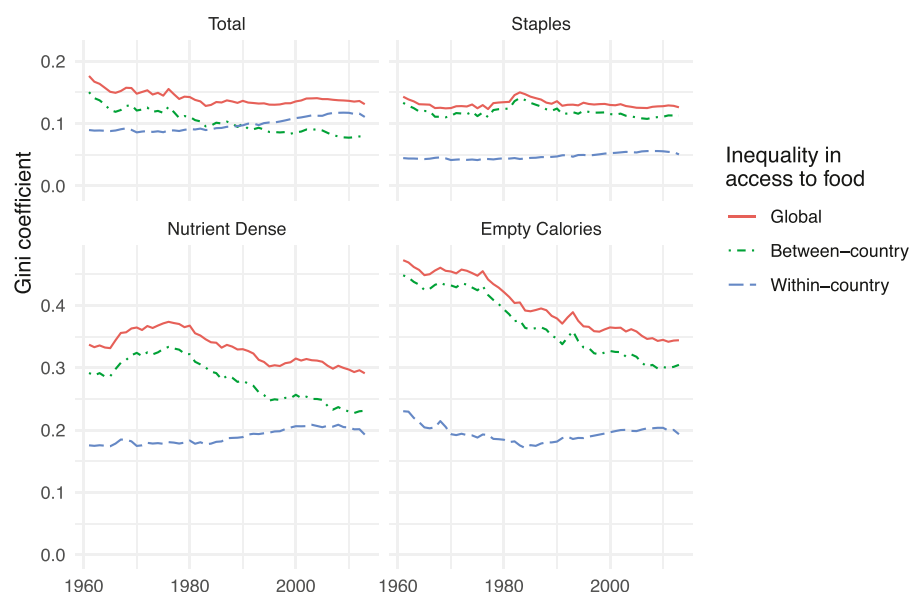 Total
Staples
0.2
0.1
0.0
Gini coefficient
Nutrient Dense
Empty Calories
0.4
0.3
0.2
0.1
0.0
1960
1980
2000
1960
1980
2000
Inequality in
access to food
Global
Between−country
Within−country